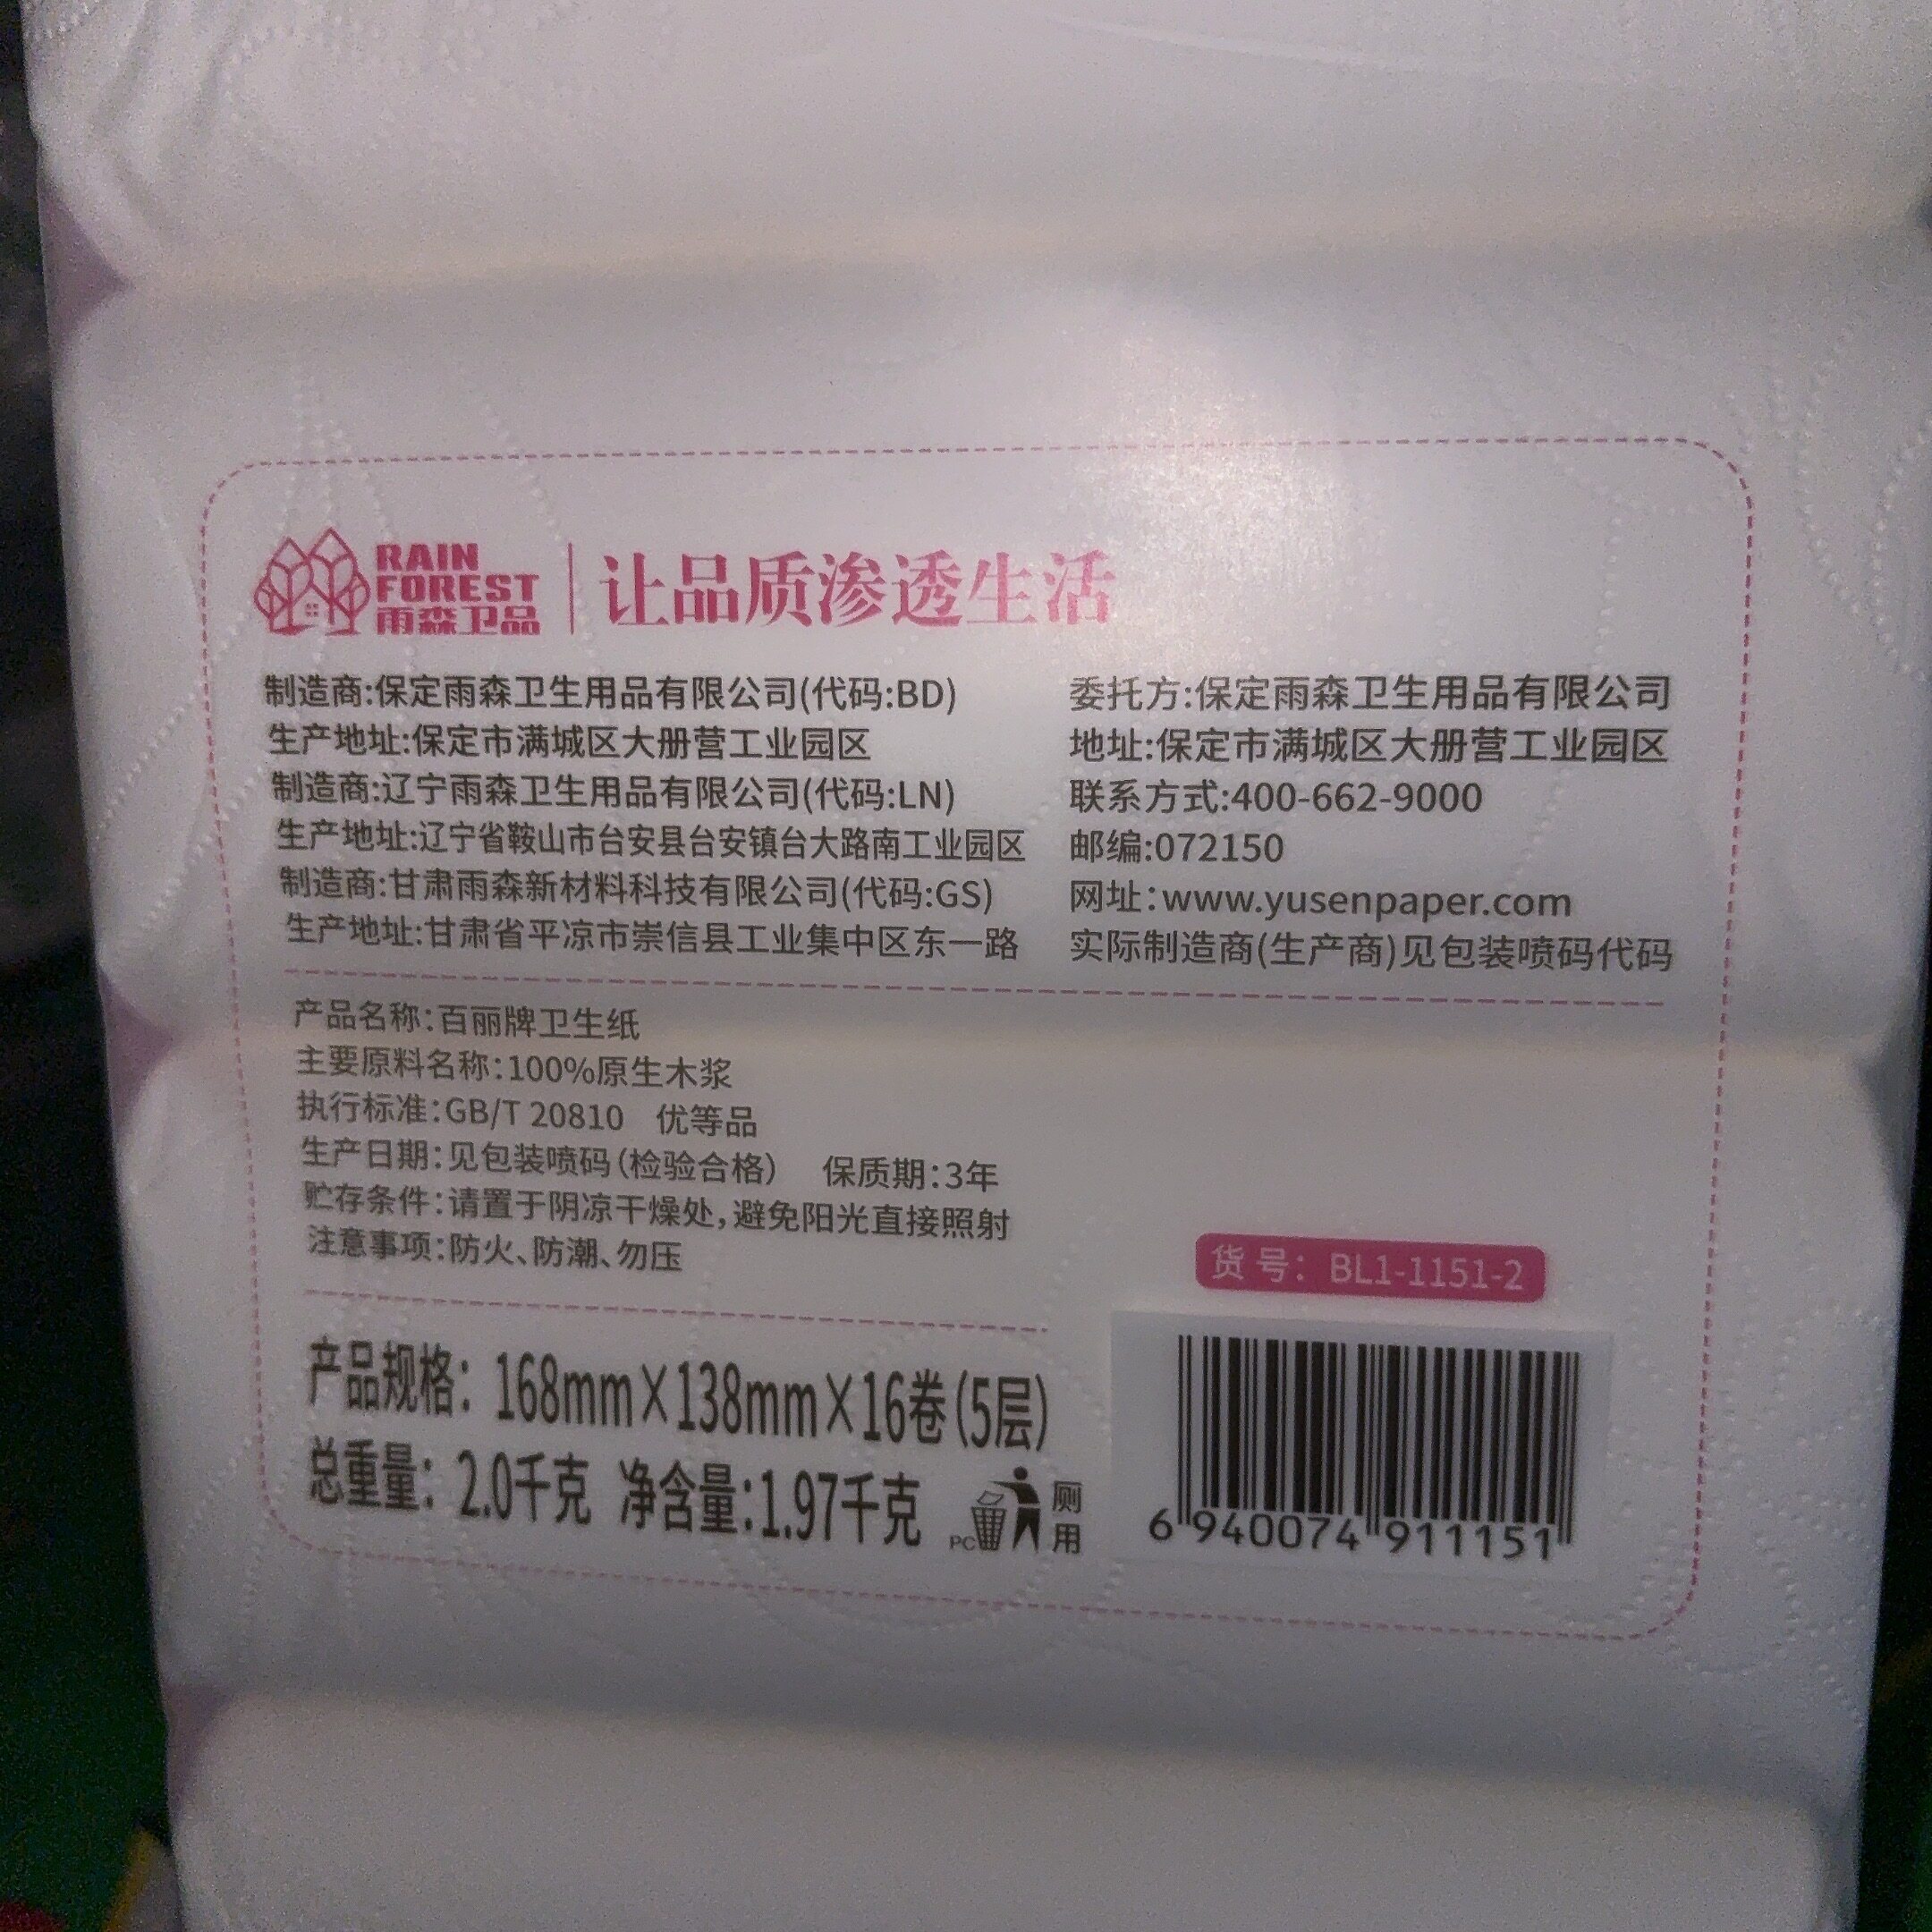 RAIN
FOREST
雨森卫品
让品质渗透生活
制造商:保定雨森卫生用品有限公司(代码:BD)
生产地址:保定市满城区大册营工业园区
制造商:辽宁雨森卫生用品有限公司(代码:LN)
生产地址:辽宁省鞍山市台安县台安镇台大路南工业园区
制造商:甘肃雨森新材料科技有限公司(代码:GS)
生产地址:甘肃省平凉市崇信县工业集中区东一路
委托方:保定雨森卫生用品有限公司
地址:保定市满城区大册营工业园区
联系方式:400-662-9000
邮编:072150
网址:www.yusenpaper.com
实际制造商(生产商)见包装喷码代码
产品名称:百丽牌卫生纸
主要原料名称:100%原生木浆
执行标准:GB/T 20810 优等品
生产日期:见包装喷码(检验合格) 保质期:3年
贮存条件:请置于阴凉干燥处,避免阳光直接照射
注意事项:防火、防潮、勿压
产品规格: 168mm×138mm×16卷(5层)
总重量: 2.0千克 净含量:1.97千克
PC
厕用
货号: BL1-1151-2
6 940074 911151